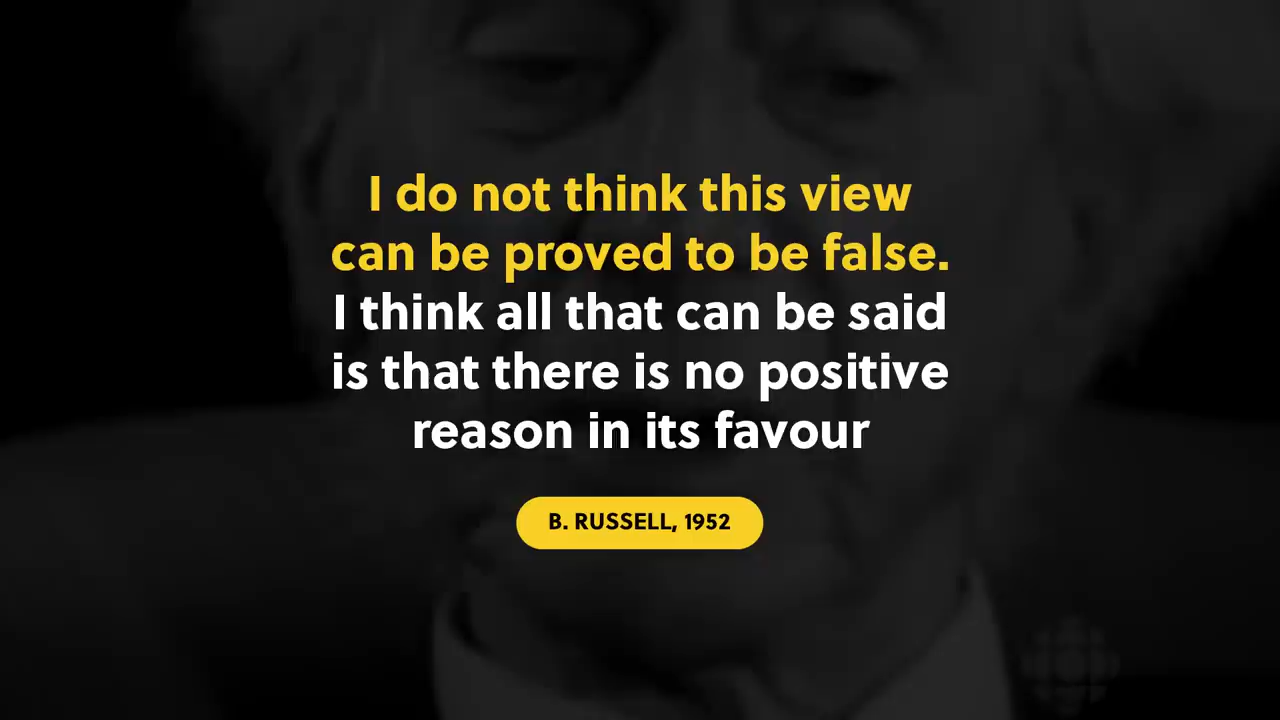 I do not think this view
can be proved to be false.
I think all that can be said
is that there is no positive
reason in its favour
B. RUSSELL, 1952